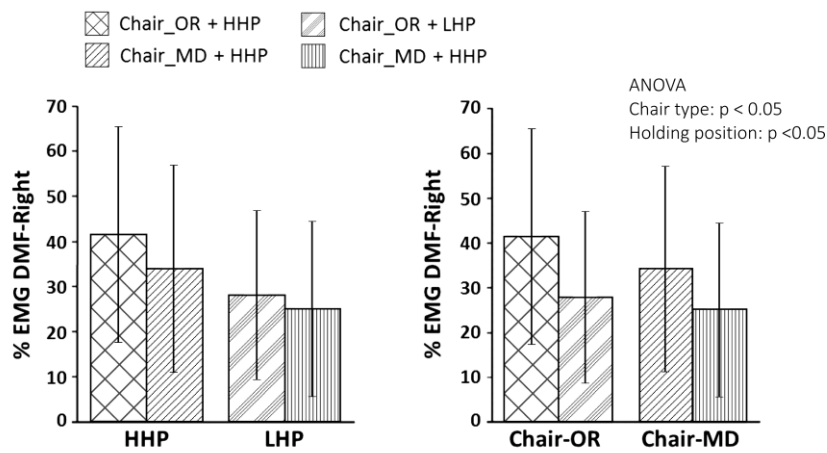 Chair_OR + HHP
Chair_OR + LHP
Chair_MD + HHP
Chair_MD + HHP
ANOVA
Chair type: p < 0.05
Holding position: p <0.05
% EMG DMF-Right
70
60
50
40
30
20
10
0
HHP
LHP
% EMG DMF-Right
70
60
50
40
30
20
10
0
Chair-OR
Chair-MD